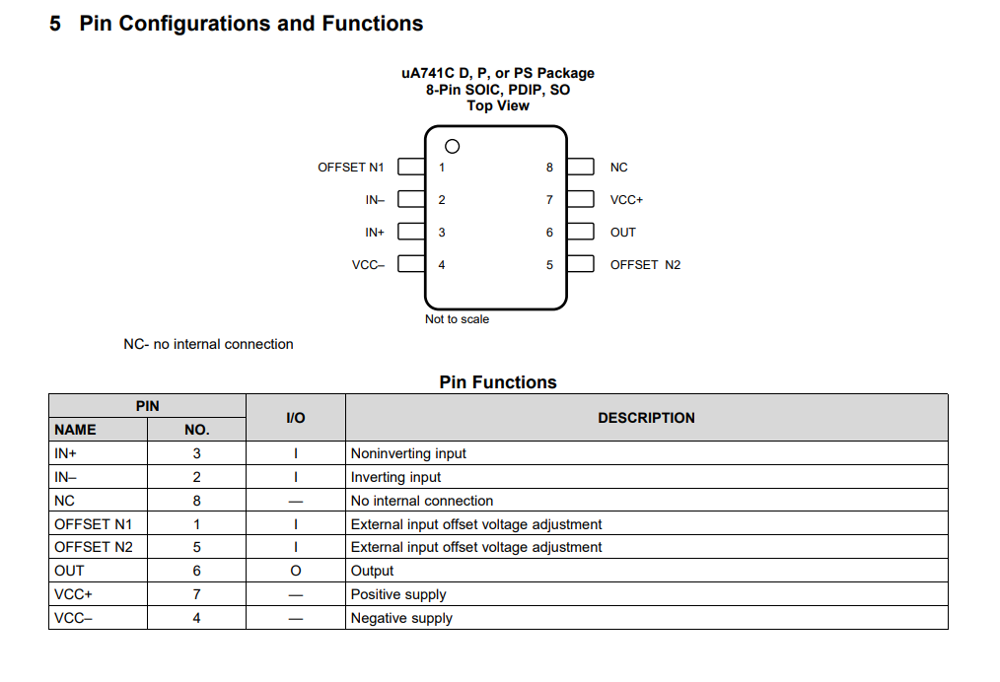 5 Pin Configurations and Functions
uA741C D, P, or PS Package
8-Pin SOIC, PDIP, SO
Top View
OFFSET N1 1 8 NC
IN– 2 7 VCC+
IN+ 3 6 OUT
VCC– 4 5 OFFSET N2
Not to scale
NC- no internal connection
Pin Functions
PIN I/O DESCRIPTION
NAME NO.
IN+ 3 I Noninverting input
IN– 2 I Inverting input
NC 8 — No internal connection
OFFSET N1 1 I External input offset voltage adjustment
OFFSET N2 5 I External input offset voltage adjustment
OUT 6 O Output
VCC+ 7 — Positive supply
VCC– 4 — Negative supply